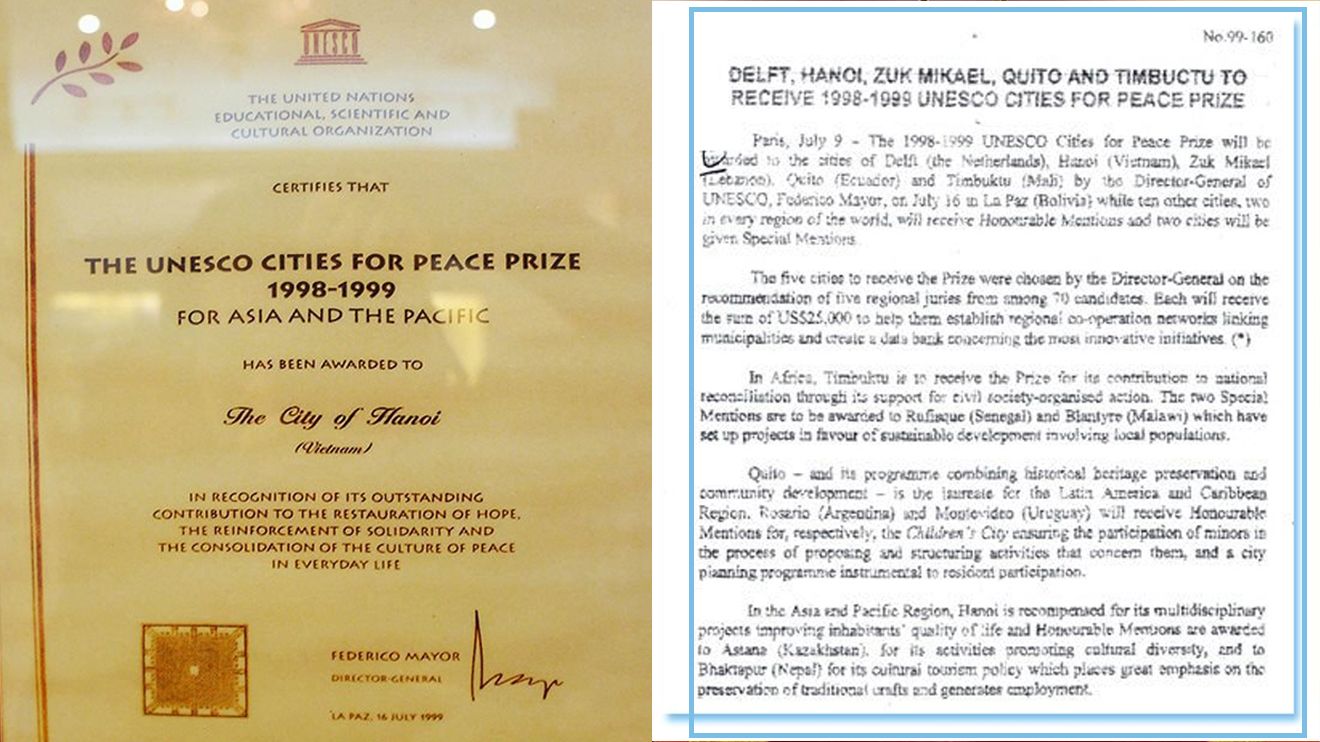 UNESCO
THE UNITED NATIONS
EDUCATIONAL, SCIENTIFIC AND
CULTURAL ORGANIZATION
CERTIFIES THAT
THE UNESCO CITIES FOR PEACE PRIZE
1998-1999
FOR ASIA AND THE PACIFIC
HAS BEEN AWARDED TO
The City of Hanoi
(Vietnam)
IN RECOGNITION OF ITS OUTSTANDING
CONTRIBUTION TO THE RESTAURATION OF HOPE,
THE REINFORCEMENT OF SOLIDARITY AND
THE CONSOLIDATION OF THE CULTURE OF PEACE
IN EVERYDAY LIFE
FEDERICO MAYOR
DIRECTOR-GENERAL
LA PAZ, 16 JULY 1999
No.99-160
DELFT, HANOI, ZUK MIKAEL, QUITO AND TIMBUCTU TO
RECEIVE 1998-1999 UNESCO CITIES FOR PEACE PRIZE
Paris, July 9 – The 1998-1999 UNESCO Cities for Peace Prize will be
awarded to the cities of Delft (the Netherlands), Hanoi (Vietnam), Zuk Mikael
(Lebanon), Quito (Ecuador) and Timbuktu (Mali) by the Director-General of
UNESCO, Federico Mayor, on July 16 in La Paz (Bolivia) while ten other cities, two
in every region of the world, will receive Honourable Mentions and two cities will be
given Special Mentions.
The five cities to receive the Prize were chosen by the Director-General on the
recommendation of five regional juries from among 70 candidates. Each will receive
the sum of US$25,000 to help them establish regional co-operation networks linking
municipalities and create a data bank concerning the most innovative initiatives. (*)
In Africa, Timbuktu is to receive the Prize for its contribution to national
reconciliation through its support for civil society-organised action. The two Special
Mentions are to be awarded to Rufisque (Senegal) and Blantyre (Malawi) which have
set up projects in favour of sustainable development involving local populations.
Quito – and its programme combining historical heritage preservation and
community development – is the laureate for the Latin America and Caribbean
Region. Rosario (Argentina) and Montevideo (Uruguay) will receive Honourable
Mentions for, respectively, the Children's City ensuring the participation of minors in
the process of proposing and structuring activities that concern them, and a city
planning programme instrumental to resident participation.
In the Asia and Pacific Region, Hanoi is recompensed for its multidisciplinary
projects improving inhabitants' quality of life and Honourable Mentions are awarded
to Astana (Kazakhstan), for its activities promoting cultural diversity, and to
Bhaktapur (Nepal) for its cultural tourism policy which places great emphasis on the
preservation of traditional crafts and generates employment.